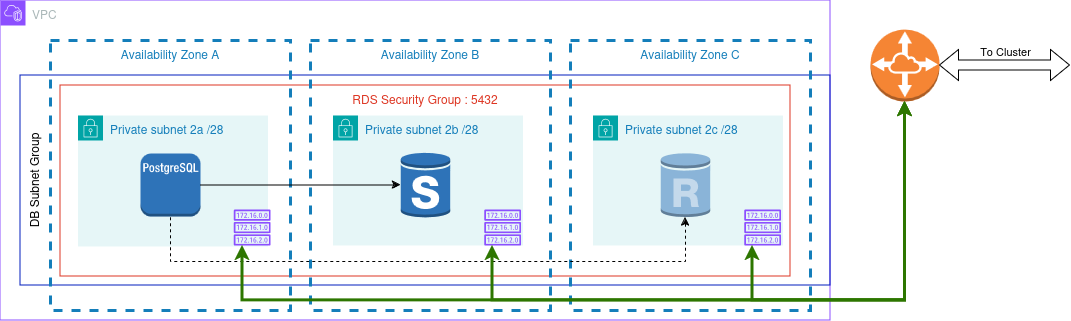 VPC
Availability Zone A
Availability Zone B
Availability Zone C
To Cluster
RDS Security Group : 5432
DB Subnet Group
Private subnet 2a /28
Private subnet 2b /28
Private subnet 2c /28
PostgreSQL
S
R
172.16.0.0
172.16.1.0
172.16.2.0
172.16.0.0
172.16.1.0
172.16.2.0
172.16.0.0
172.16.1.0
172.16.2.0